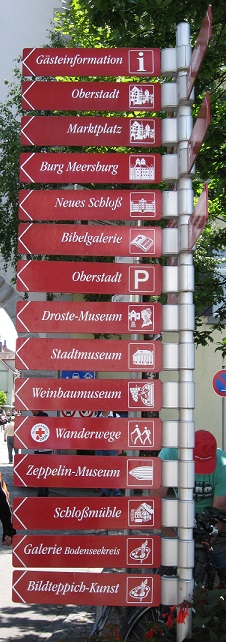 Gästeinformation i
Oberstadt
Marktplatz
Burg Meersburg
Neues Schloß
Bibelgalerie
Oberstadt P
Droste-Museum
Stadtmuseum
Weinbaumuseum
Wanderwege
Zeppelin-Museum
Schloßmühle
Galerie Bodenseekreis
Bildteppich-Kunst